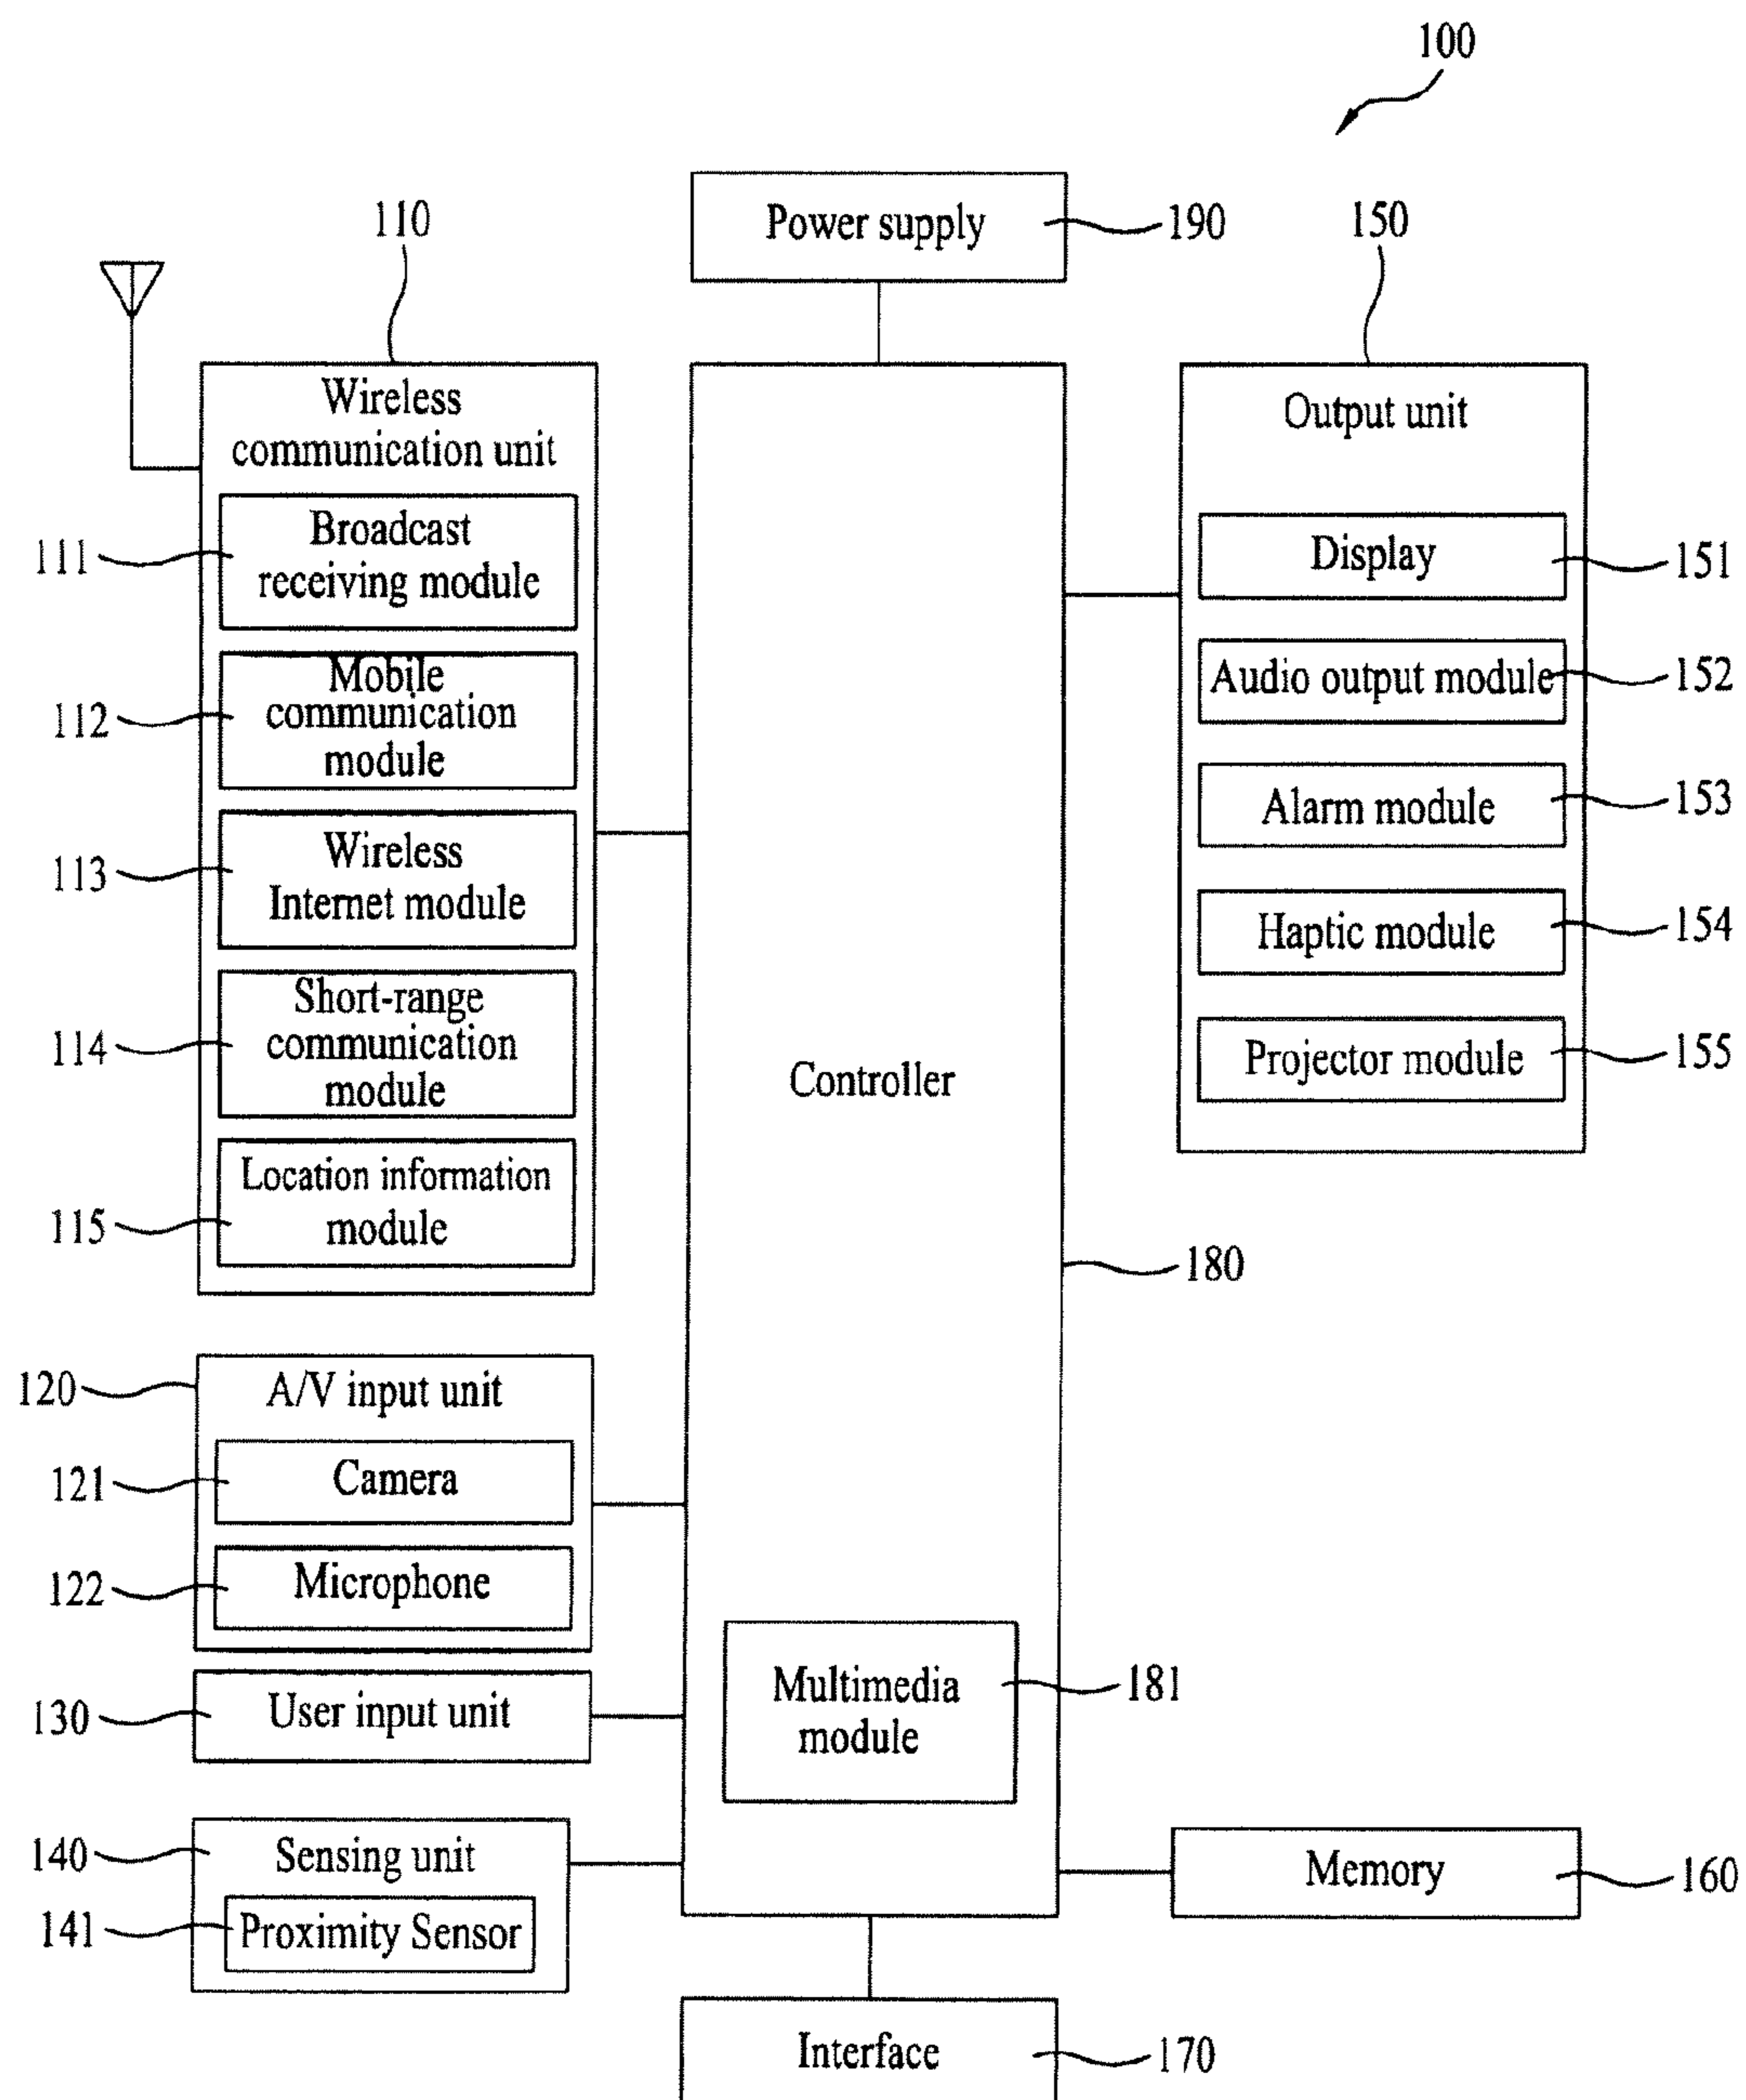 100
Power supply
190
110
150
Wireless
communication unit
Output unit
Broadcast
receiving module
111
Display
151
Mobile
communication
module
112
Audio output module
152
Wireless
Internet module
113
Alarm module
153
Short-range
communication
module
114
Haptic module
154
Location information
module
115
Projector module
155
Controller
180
A/V input unit
120
Camera
121
Microphone
122
User input unit
130
Multimedia
module
181
Sensing unit
140
Proximity Sensor
141
Memory
160
Interface
170